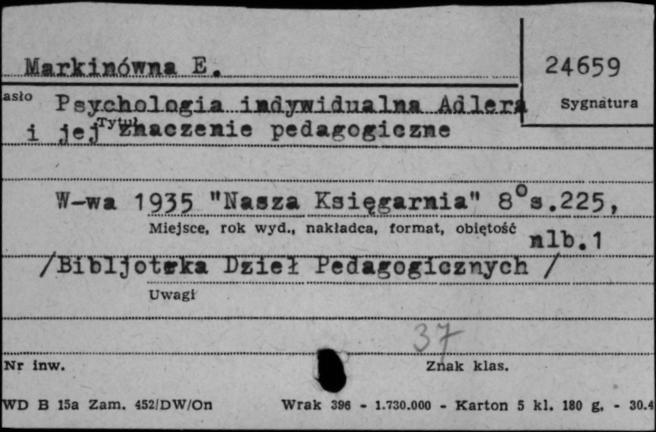 Markinówna E.
24659
asło Psychologia indywidualna Adlera
Sygnatura
Tytuł
i jej znaczenie pedagogiczne
W-wa 1935 "Nasza Księgarnia" 8° s.225,
Miejsce, rok wyd., nakładca, format, objętość
nlb.1
/Bibljoteka Dzieł Pedagogicznych /
Uwagi
37
Nr inw.
Znak klas.
WD B 15a Zam. 452/DW/On Wrak 396 - 1.730.000 - Karton 5 kl. 180 g. - 30.4